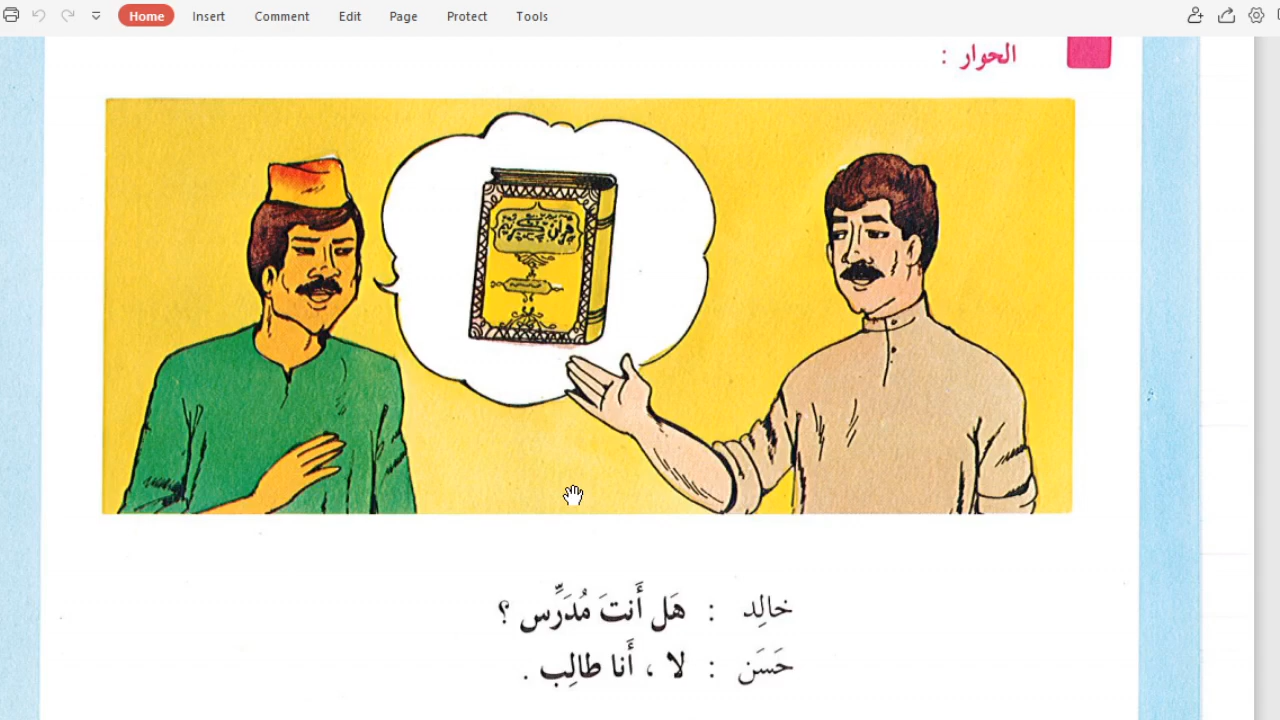 Home Insert Comment Edit Page Protect Tools
الحوار :
خالِد : هَل أَنتَ مُدَرِّس ؟
حَسَن : لا ، أَنا طالِب .